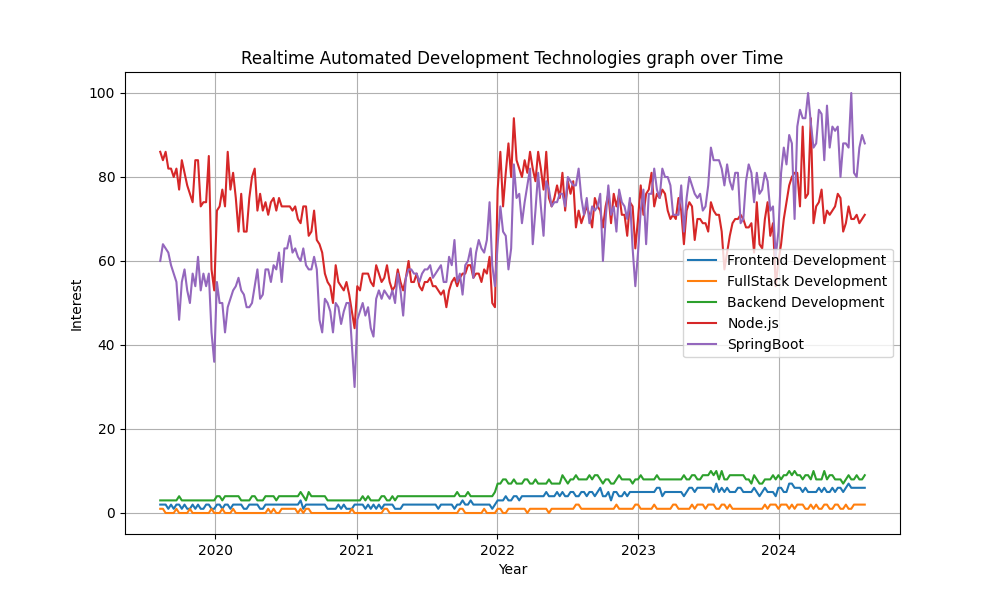 Realtime Automated Development Technologies graph over Time
100
80
60
40
20
0
Interest
Frontend Development
FullStack Development
Backend Development
Node.js
SpringBoot
2020 2021 2022 2023 2024
Year